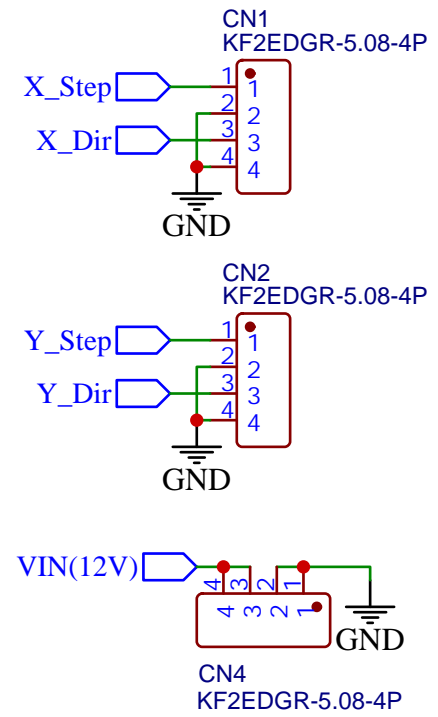 CN1
KF2EDGR-5.08-4P
X_Step
1
1
2
2
X_Dir
3
3
4
4
GND
CN2
KF2EDGR-5.08-4P
Y_Step
1
1
2
2
Y_Dir
3
3
4
4
GND
VIN(12V)
4 3 2 1
4 3 2 1
GND
CN4
KF2EDGR-5.08-4P